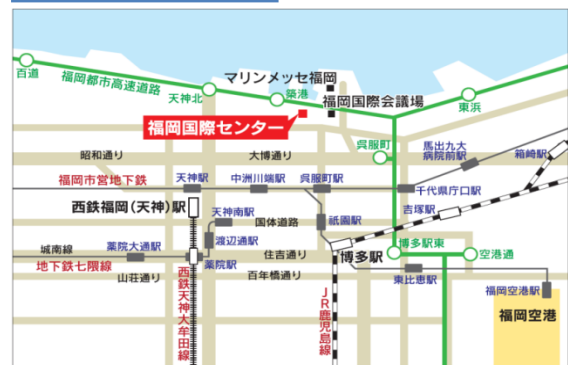 百道
福岡都市高速道路
天神北
マリンメッセ福岡
築港
福岡国際会議場
東浜
福岡国際センター
呉服町
馬出九大
病院前駅
箱崎駅
昭和通り
大博通り
福岡市営地下鉄
天神駅
中洲川端駅
呉服町駅
千代県庁口駅
西鉄福岡(天神)駅
天神南駅
国体道路
祇園駅
吉塚駅
城南線
薬院大通駅
渡辺通駅
住吉通り
博多駅
博多駅東
空港通
地下鉄七隈線
山荘通り
薬院駅
百年橋通り
東比恵駅
福岡空港駅
福岡空港
西鉄天神大牟田線
JR鹿児島線